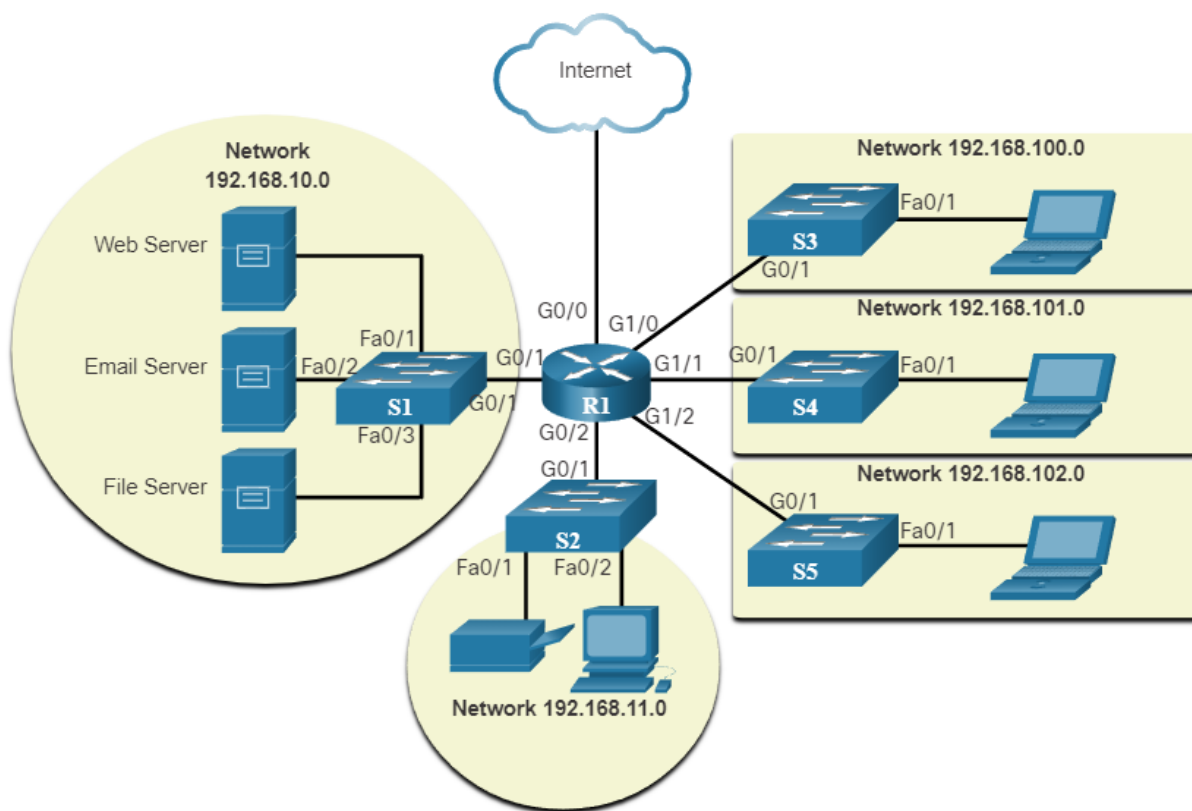 Internet
Network
192.168.10.0
Web Server
Email Server
File Server
Fa0/1
Fa0/2
Fa0/3
S1
G0/1
G0/1
G0/0
G1/0
G1/1
G1/2
R1
G0/2
G0/1
S2
Fa0/1
Fa0/2
Network 192.168.11.0
Network 192.168.100.0
S3
Fa0/1
G0/1
Network 192.168.101.0
G0/1
S4
Fa0/1
Network 192.168.102.0
G0/1
S5
Fa0/1